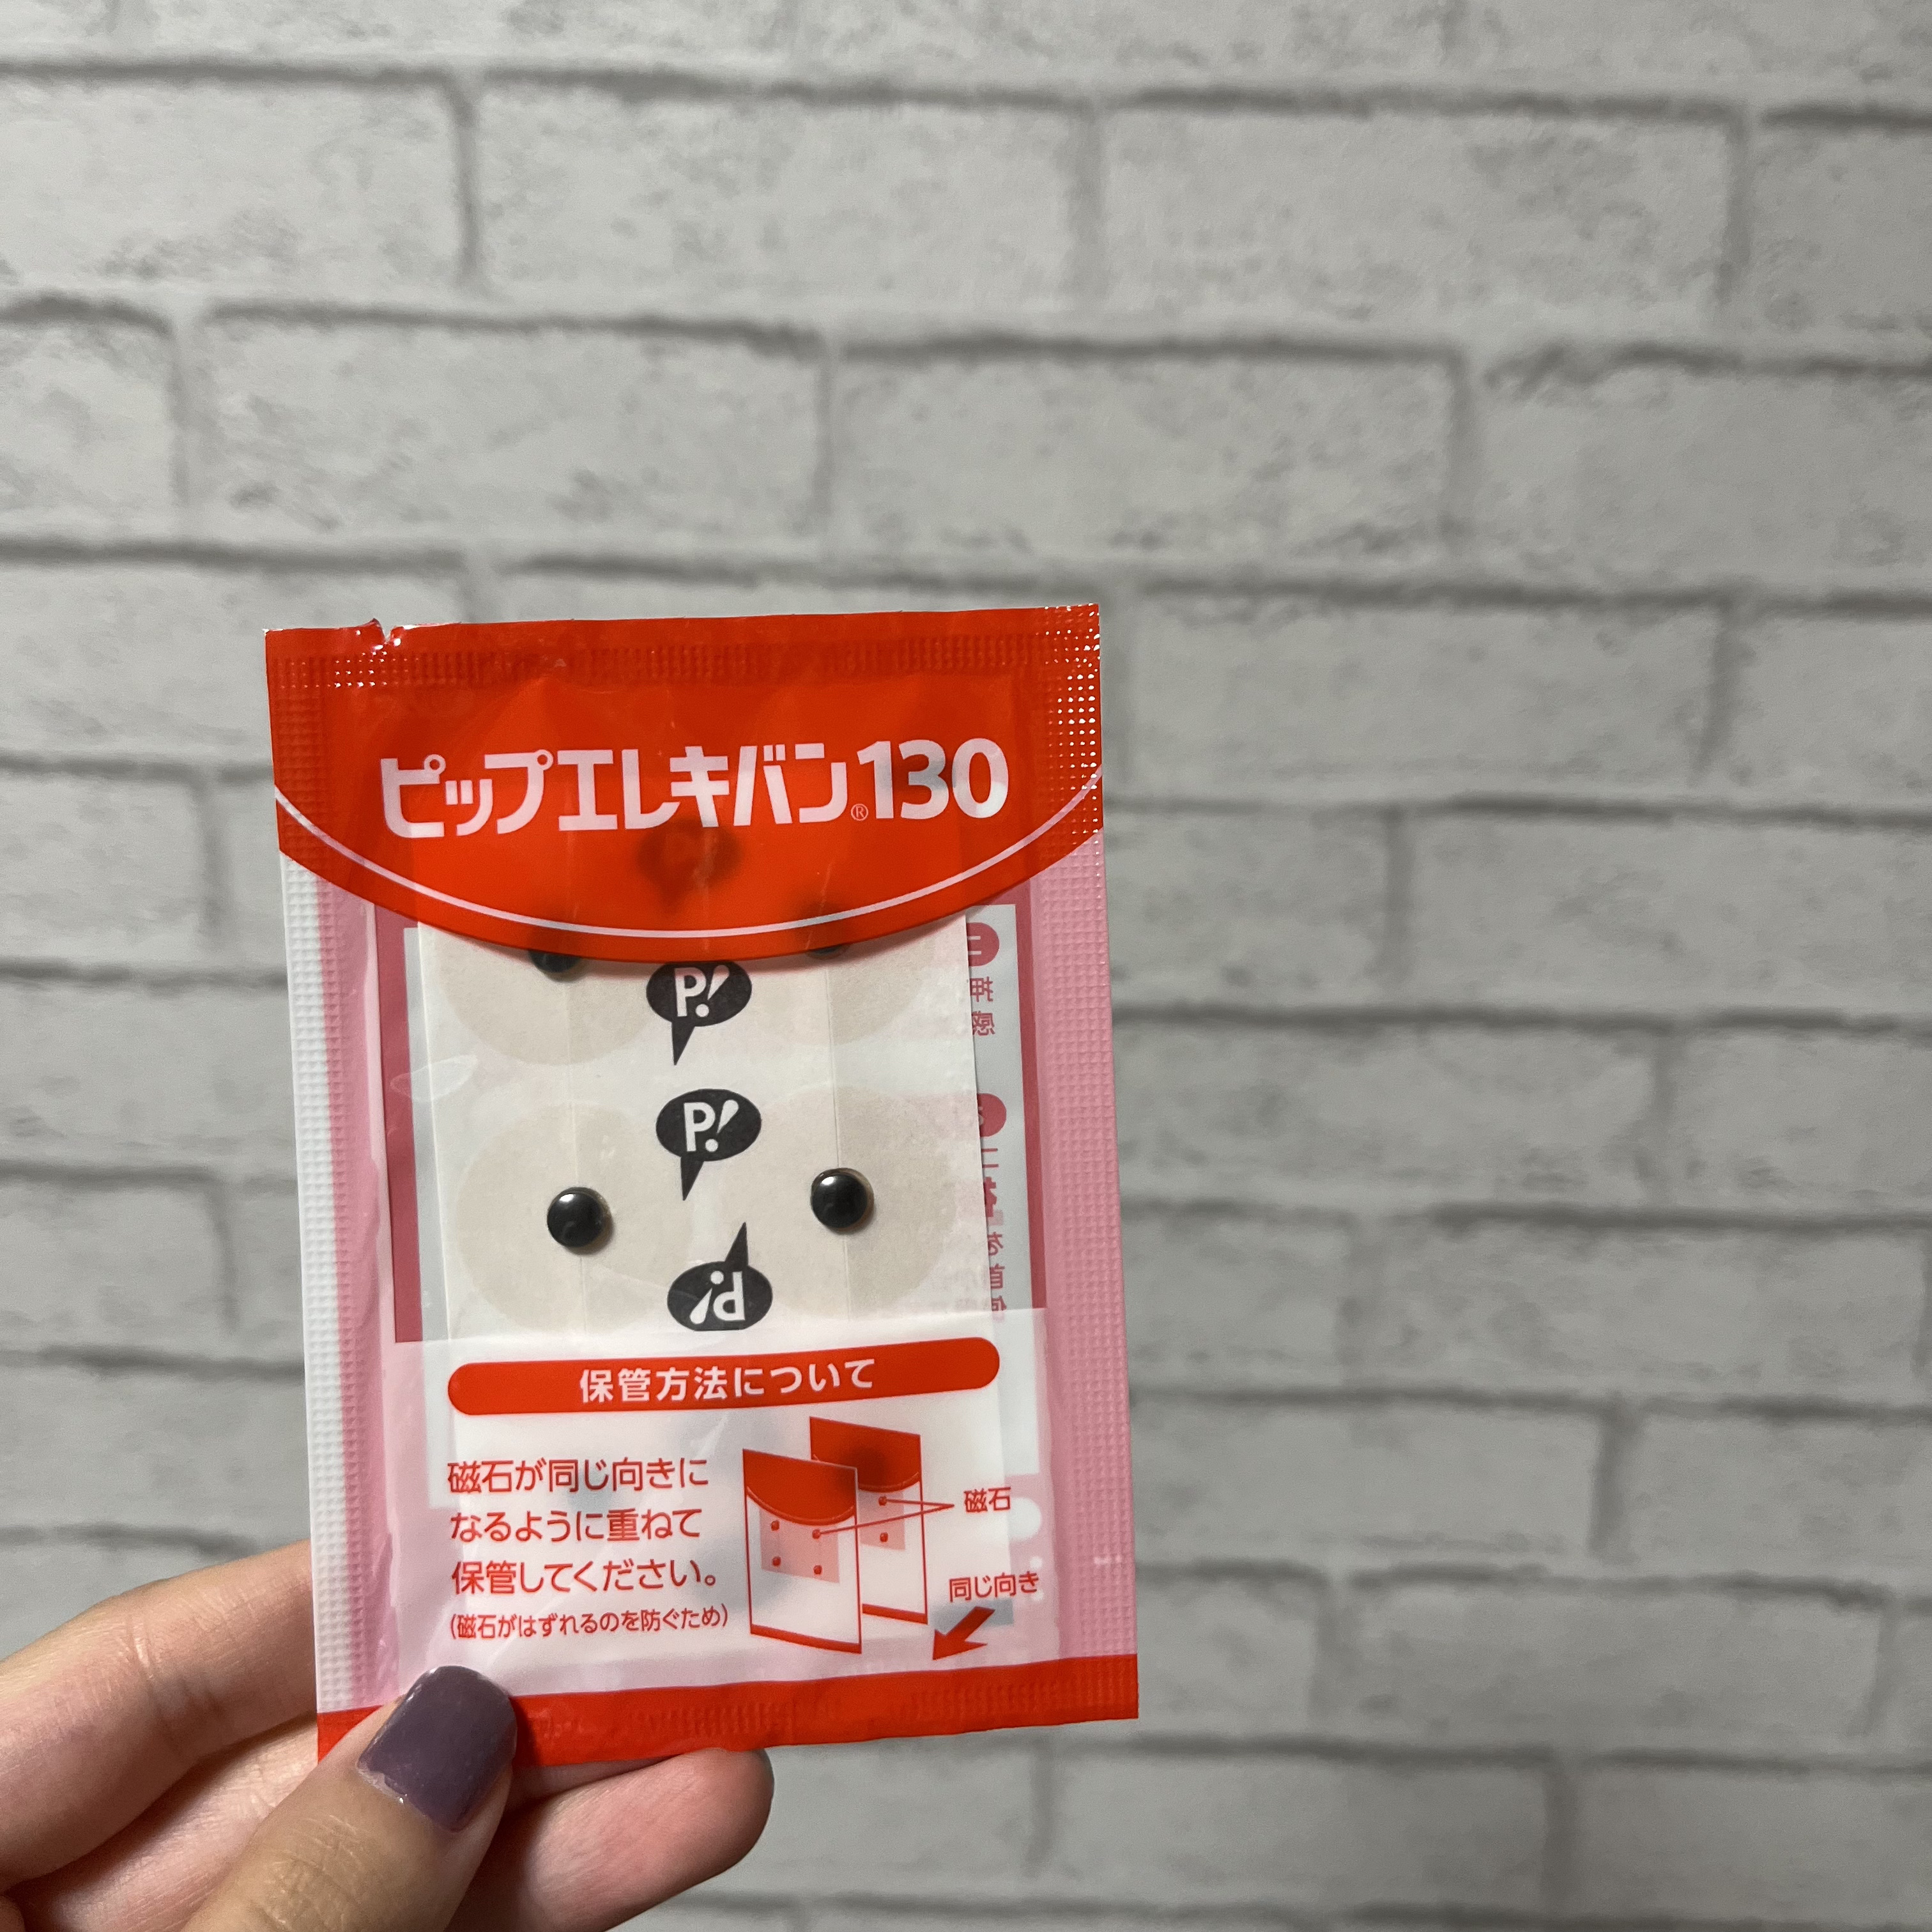 ピップエレキバン®130
P!
P!
P!
保管方法について
磁石が同じ向きに
なるように重ねて
保管してください。
(磁石がはずれるのを防ぐため)
磁石
同じ向き